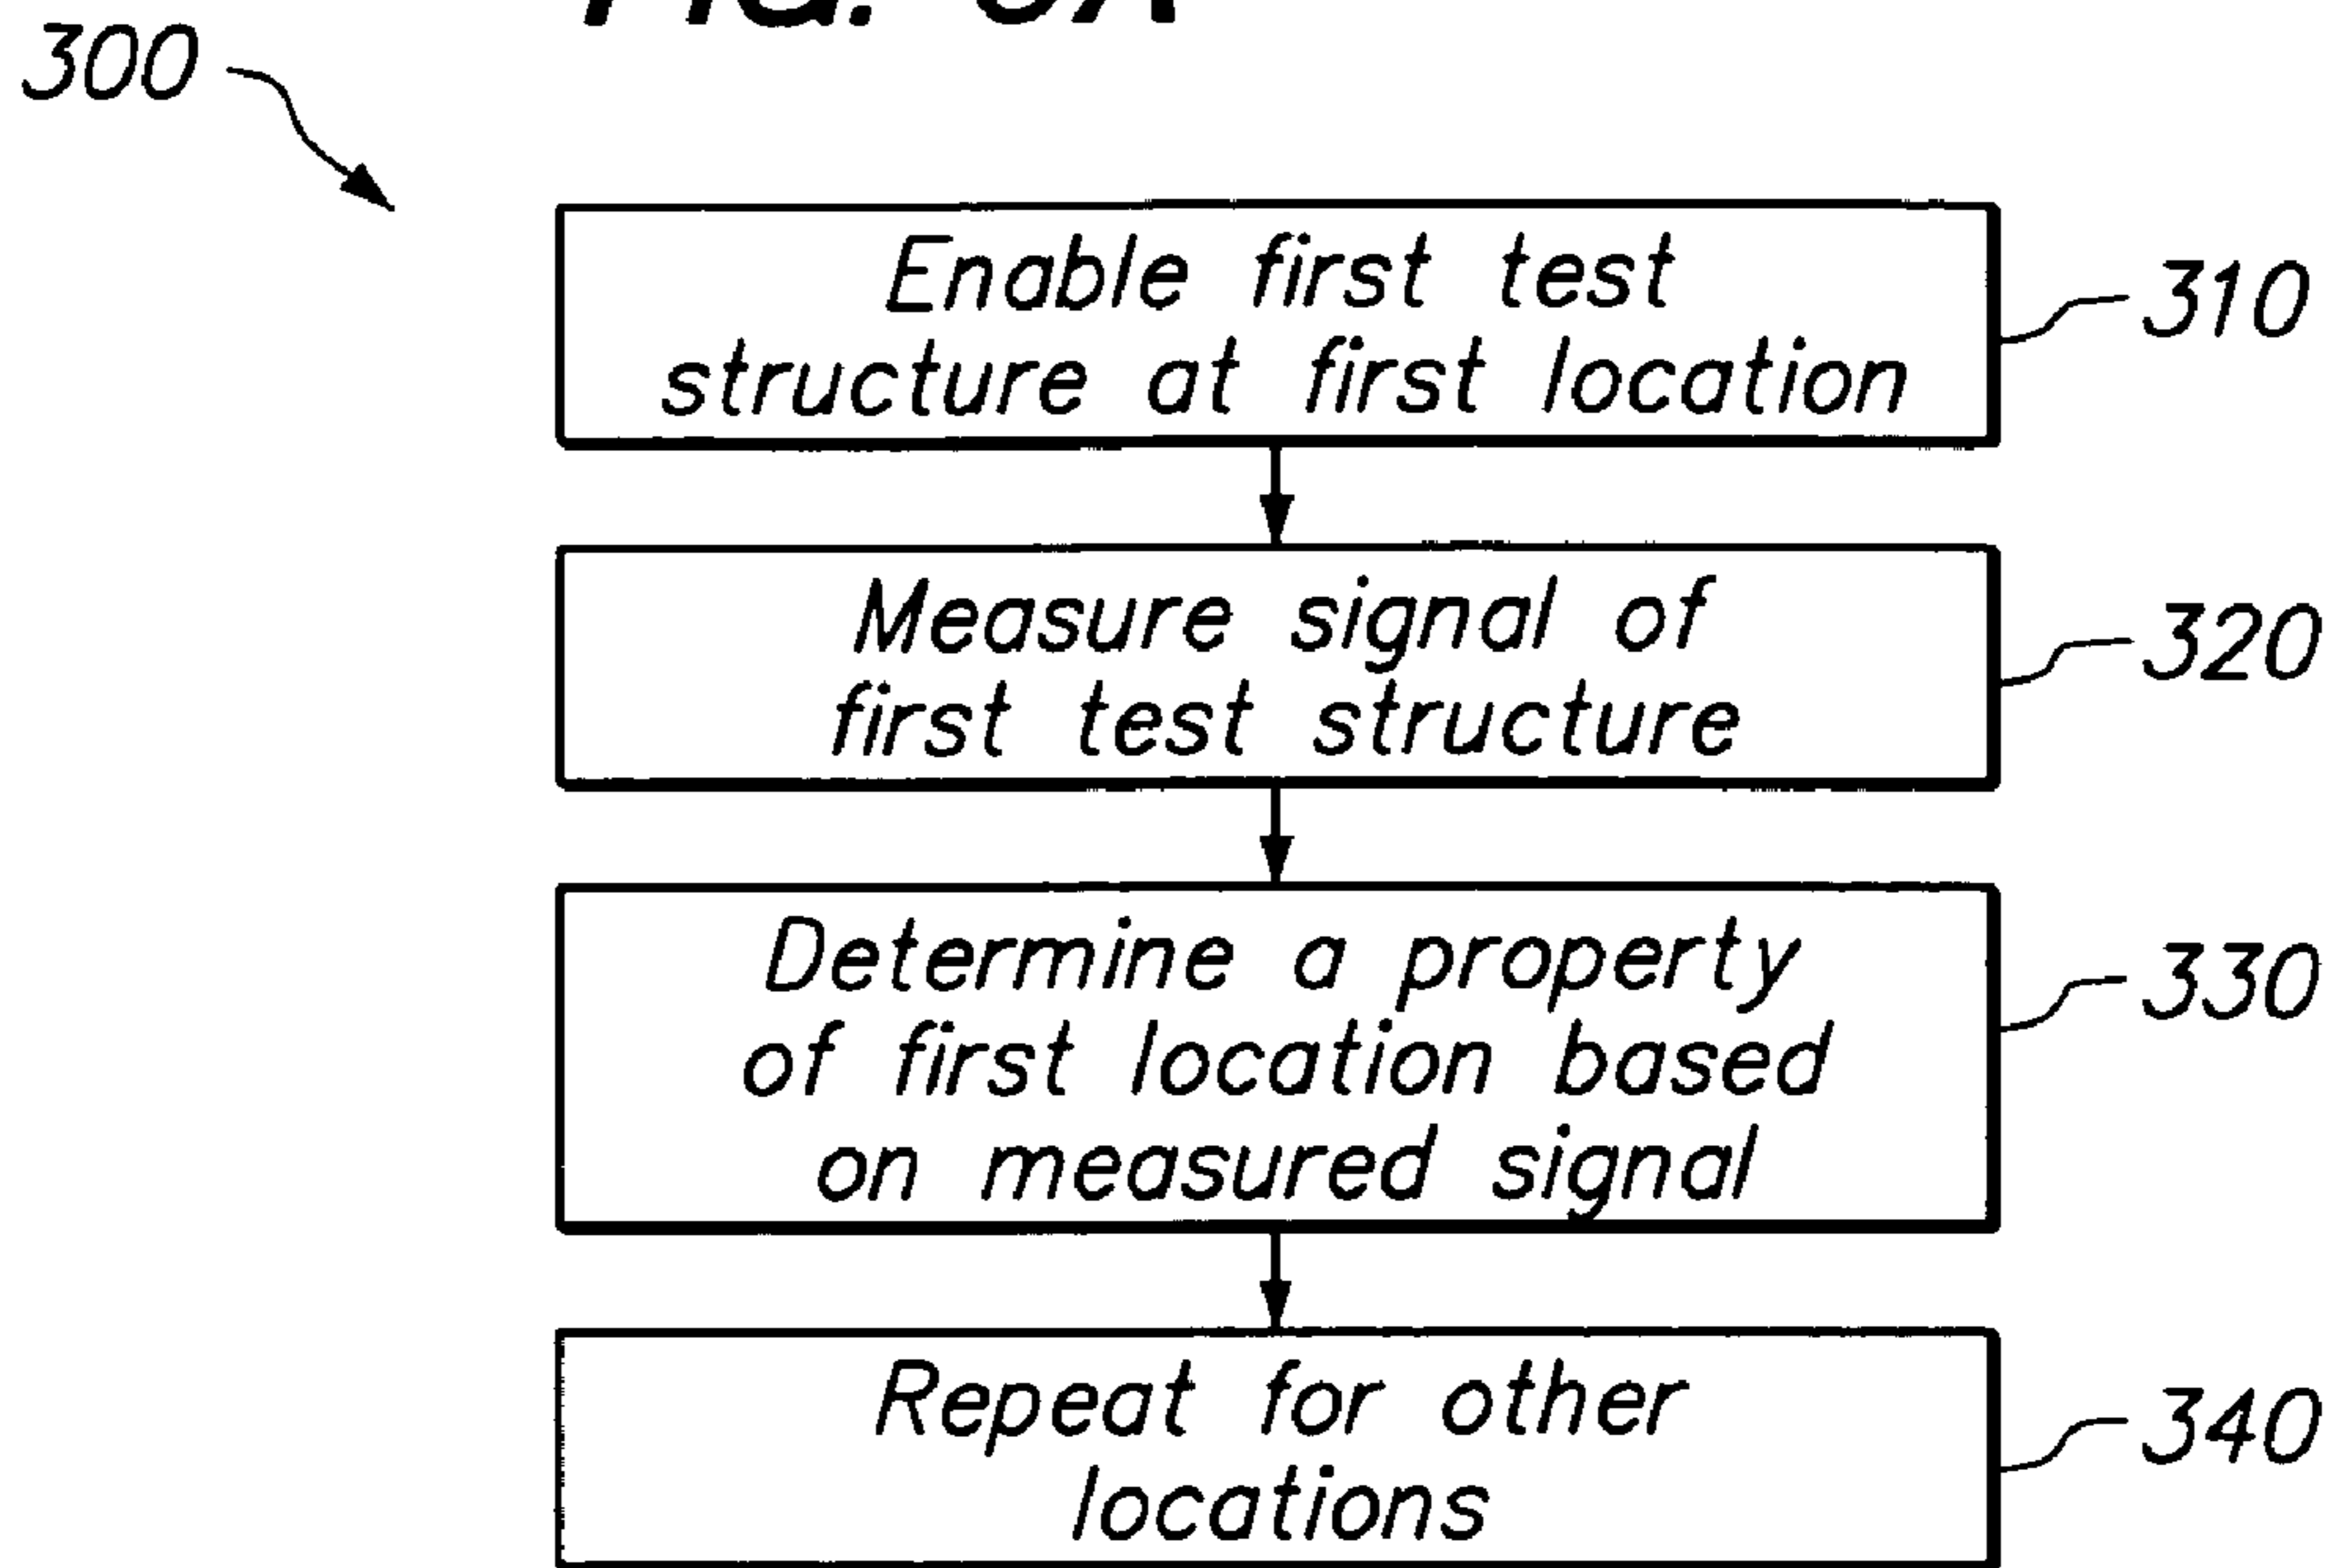 300
Enable first test
structure at first location
310
Measure signal of
first test structure
320
Determine a property
of first location based
on measured signal
330
Repeat for other
locations
340